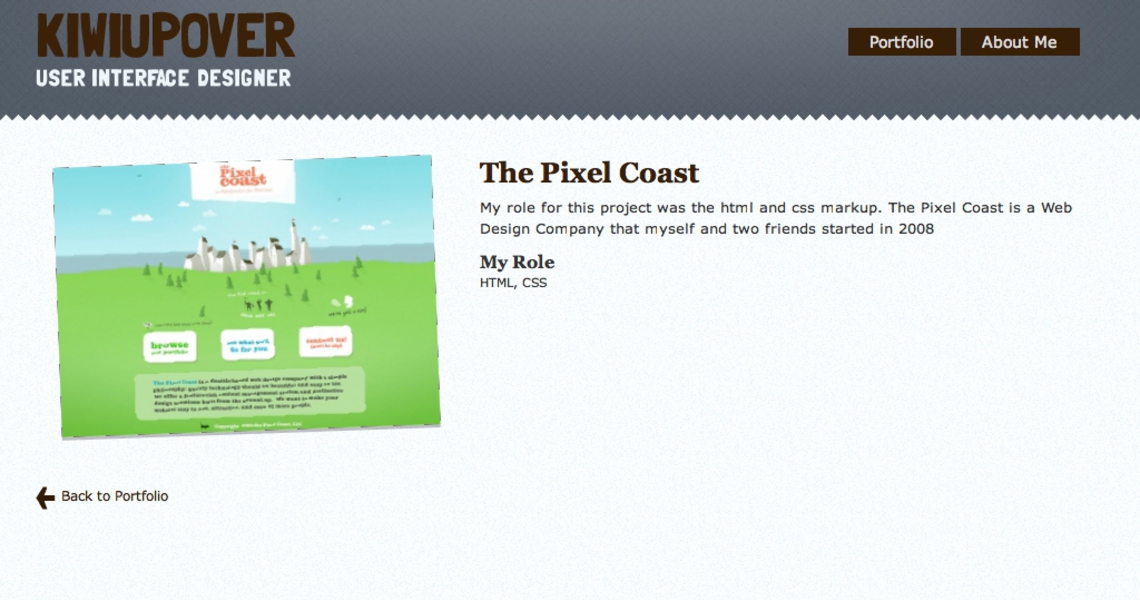 KIWIUPOVER
USER INTERFACE DESIGNER
Portfolio
About Me
the
Pixel
coast
The Pixel Coast
My role for this project was the html and css markup. The Pixel Coast is a Web
Design Company that myself and two friends started in 2008
My Role
HTML, CSS
browse
our portfolio
see what we'll
do for you
contact us!
Back to Portfolio